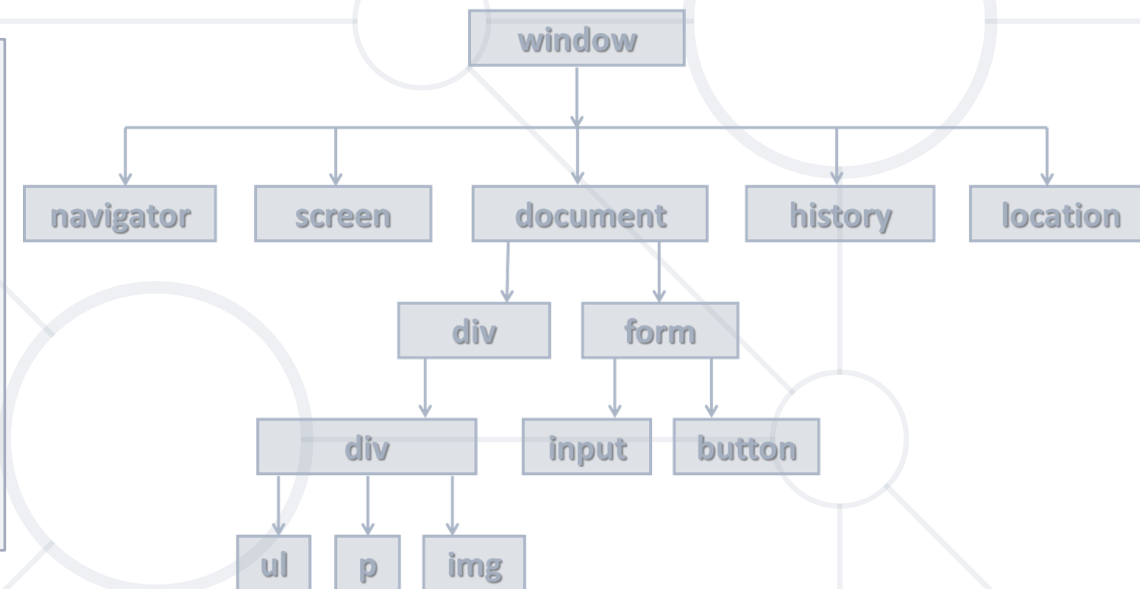 window
navigator screen document history location
div form
div input button
ul p img